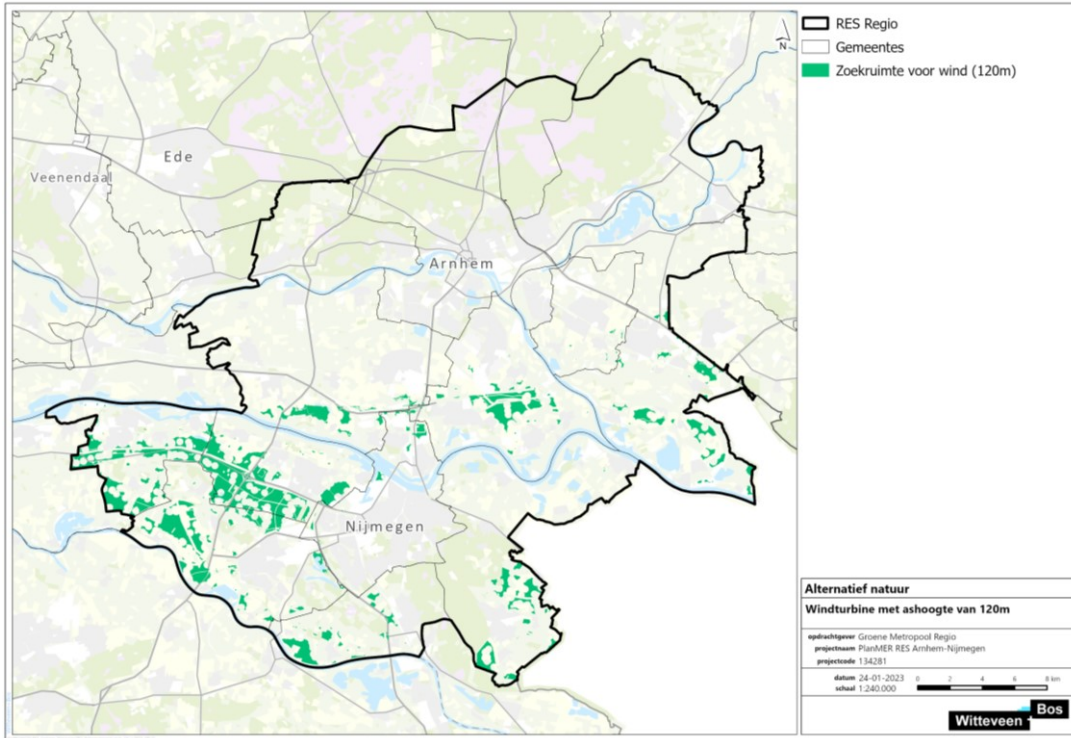 RES Regio
Gemeentes
Zoekruimte voor wind (120m)
N
Ede
Veenendaal
Arnhem
Nijmegen
Alternatief natuur
Windturbine met ashoogte van 120m
opdrachtgever Groene Metropool Regio
projectnaam PlanMER RES Arnhem-Nijmegen
projectcode 134281
datum 24-01-2023
schaal 1:240.000
0 2 4 6 8 km
Witteveen + Bos